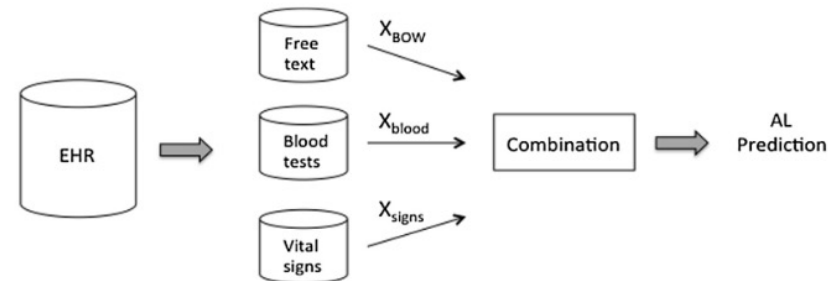 EHR
Free
text
X_BOW
Blood
tests
X_blood
Vital
signs
X_signs
Combination
AL
Prediction